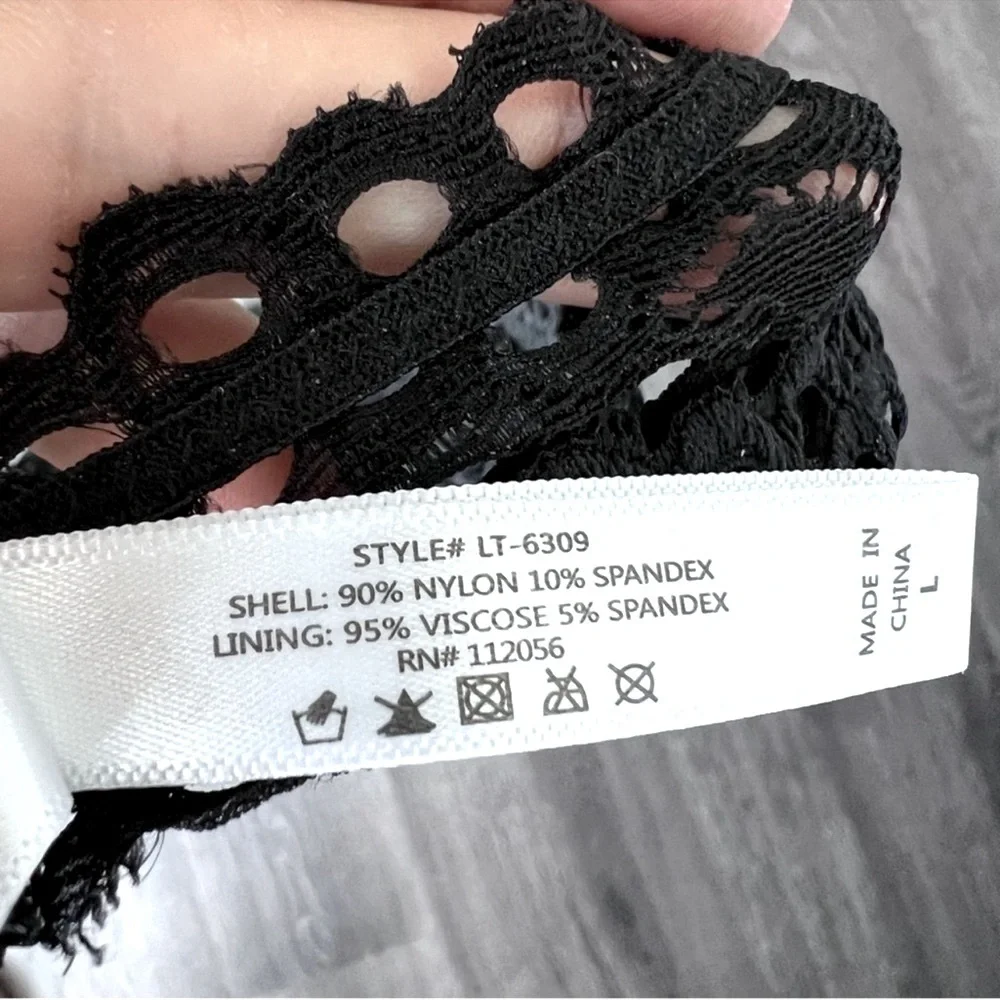 STYLE# LT-6309
SHELL: 90% NYLON 10% SPANDEX
LINING: 95% VISCOSE 5% SPANDEX
RN# 112056
MADE IN
CHINA
L